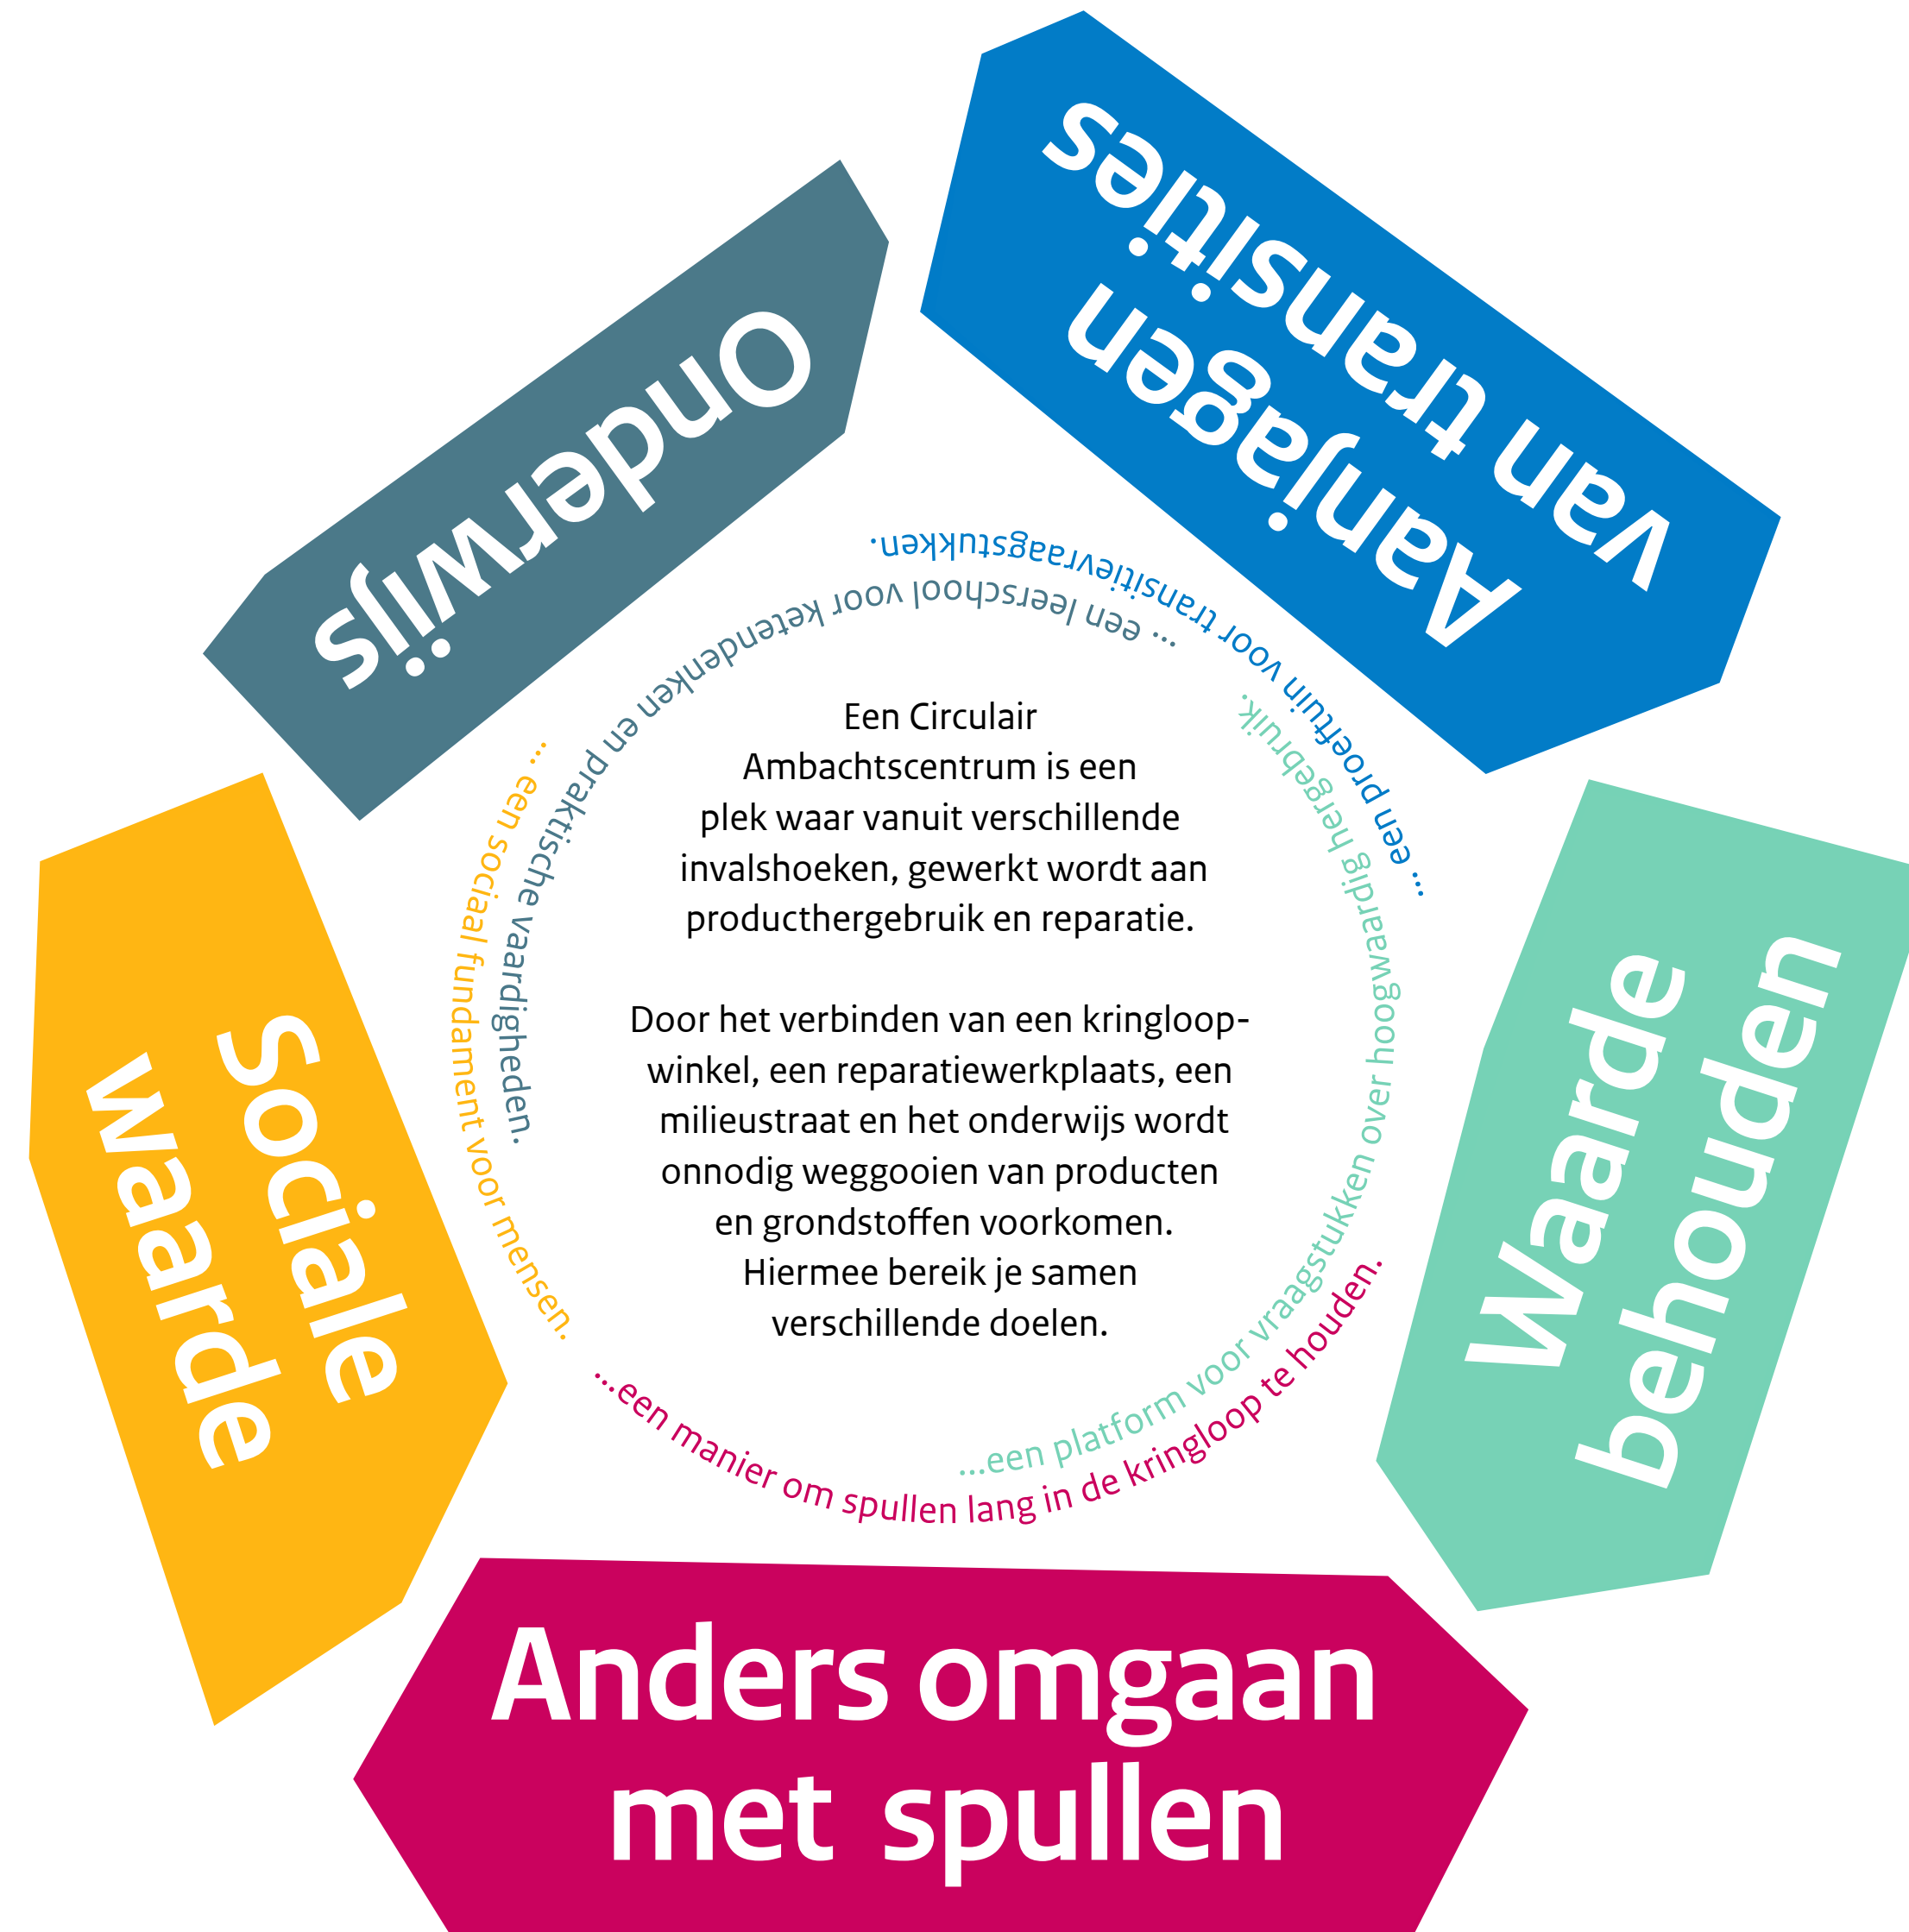 Aanjagen
van transities
Onderwijs
Waarde
behouden
Sociale
waarde
Anders omgaan
met spullen
... een proeftuin voor transitievraagstukken.
... een leerschool voor ketendenken en praktische vaardigheden.
...een platform voor vraagstukken over hoogwaardig hergebruik.
... een sociaal fundament voor mensen.
...een manier om spullen lang in de kringloop te houden.
Een Circulair
Ambachtscentrum is een
plek waar vanuit verschillende
invalshoeken, gewerkt wordt aan
producthergebruik en reparatie.
Door het verbinden van een kringloop-
winkel, een reparatiewerkplaats, een
milieustraat en het onderwijs wordt
onnodig weggooien van producten
en grondstoffen voorkomen.
Hiermee bereik je samen
verschillende doelen.